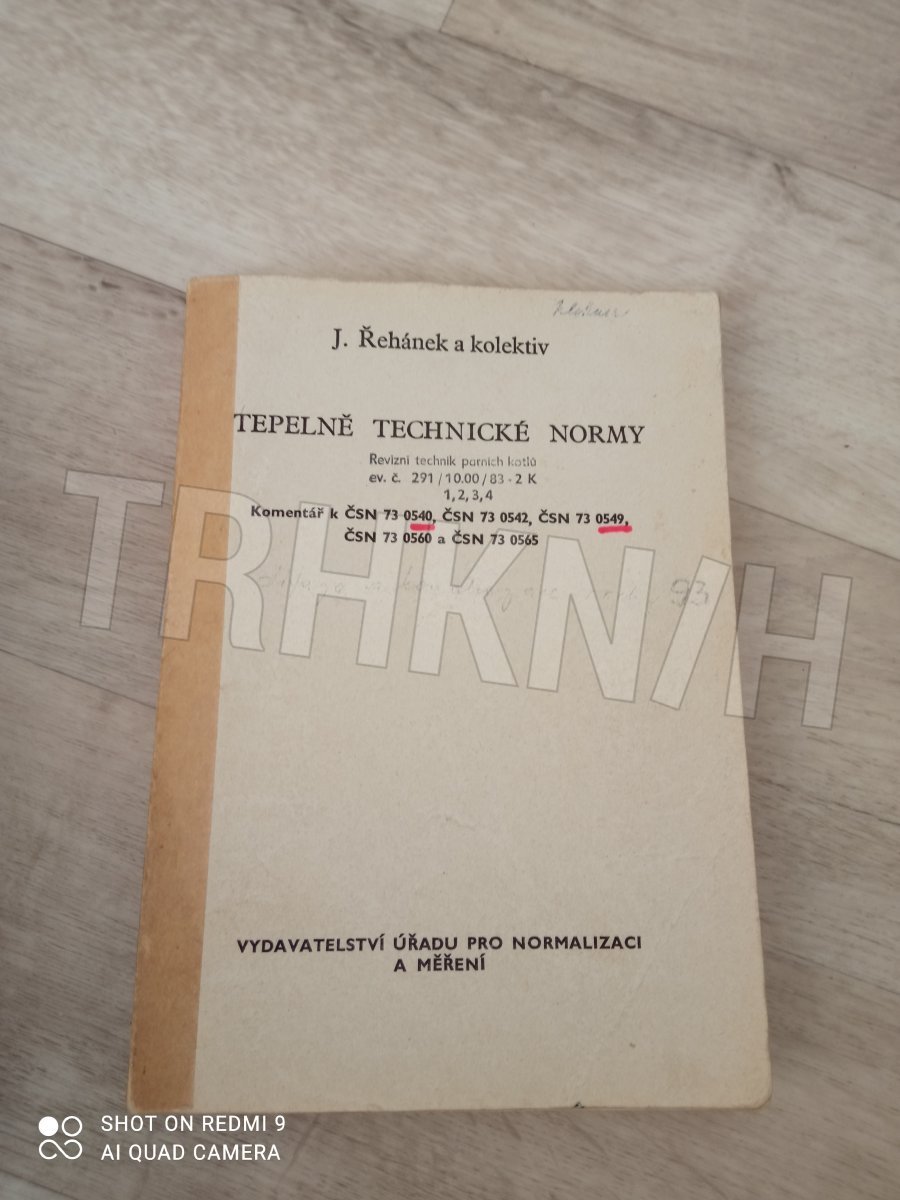 J. Řehánek a kolektiv
TEPELNĚ TECHNICKÉ NORMY
Revizní technik parních kotlů
ev. č. 291/10.00/83-2 K
1,2,3,4
Komentář k ČSN 73 0540, ČSN 73 0542, ČSN 73 0549,
ČSN 73 0560 a ČSN 73 0565
93
TRHKNIH
VYDAVATELSTVÍ ÚŘADU PRO NORMALIZACI
A MĚŘENÍ
SHOT ON REDMI 9
AI QUAD CAMERA